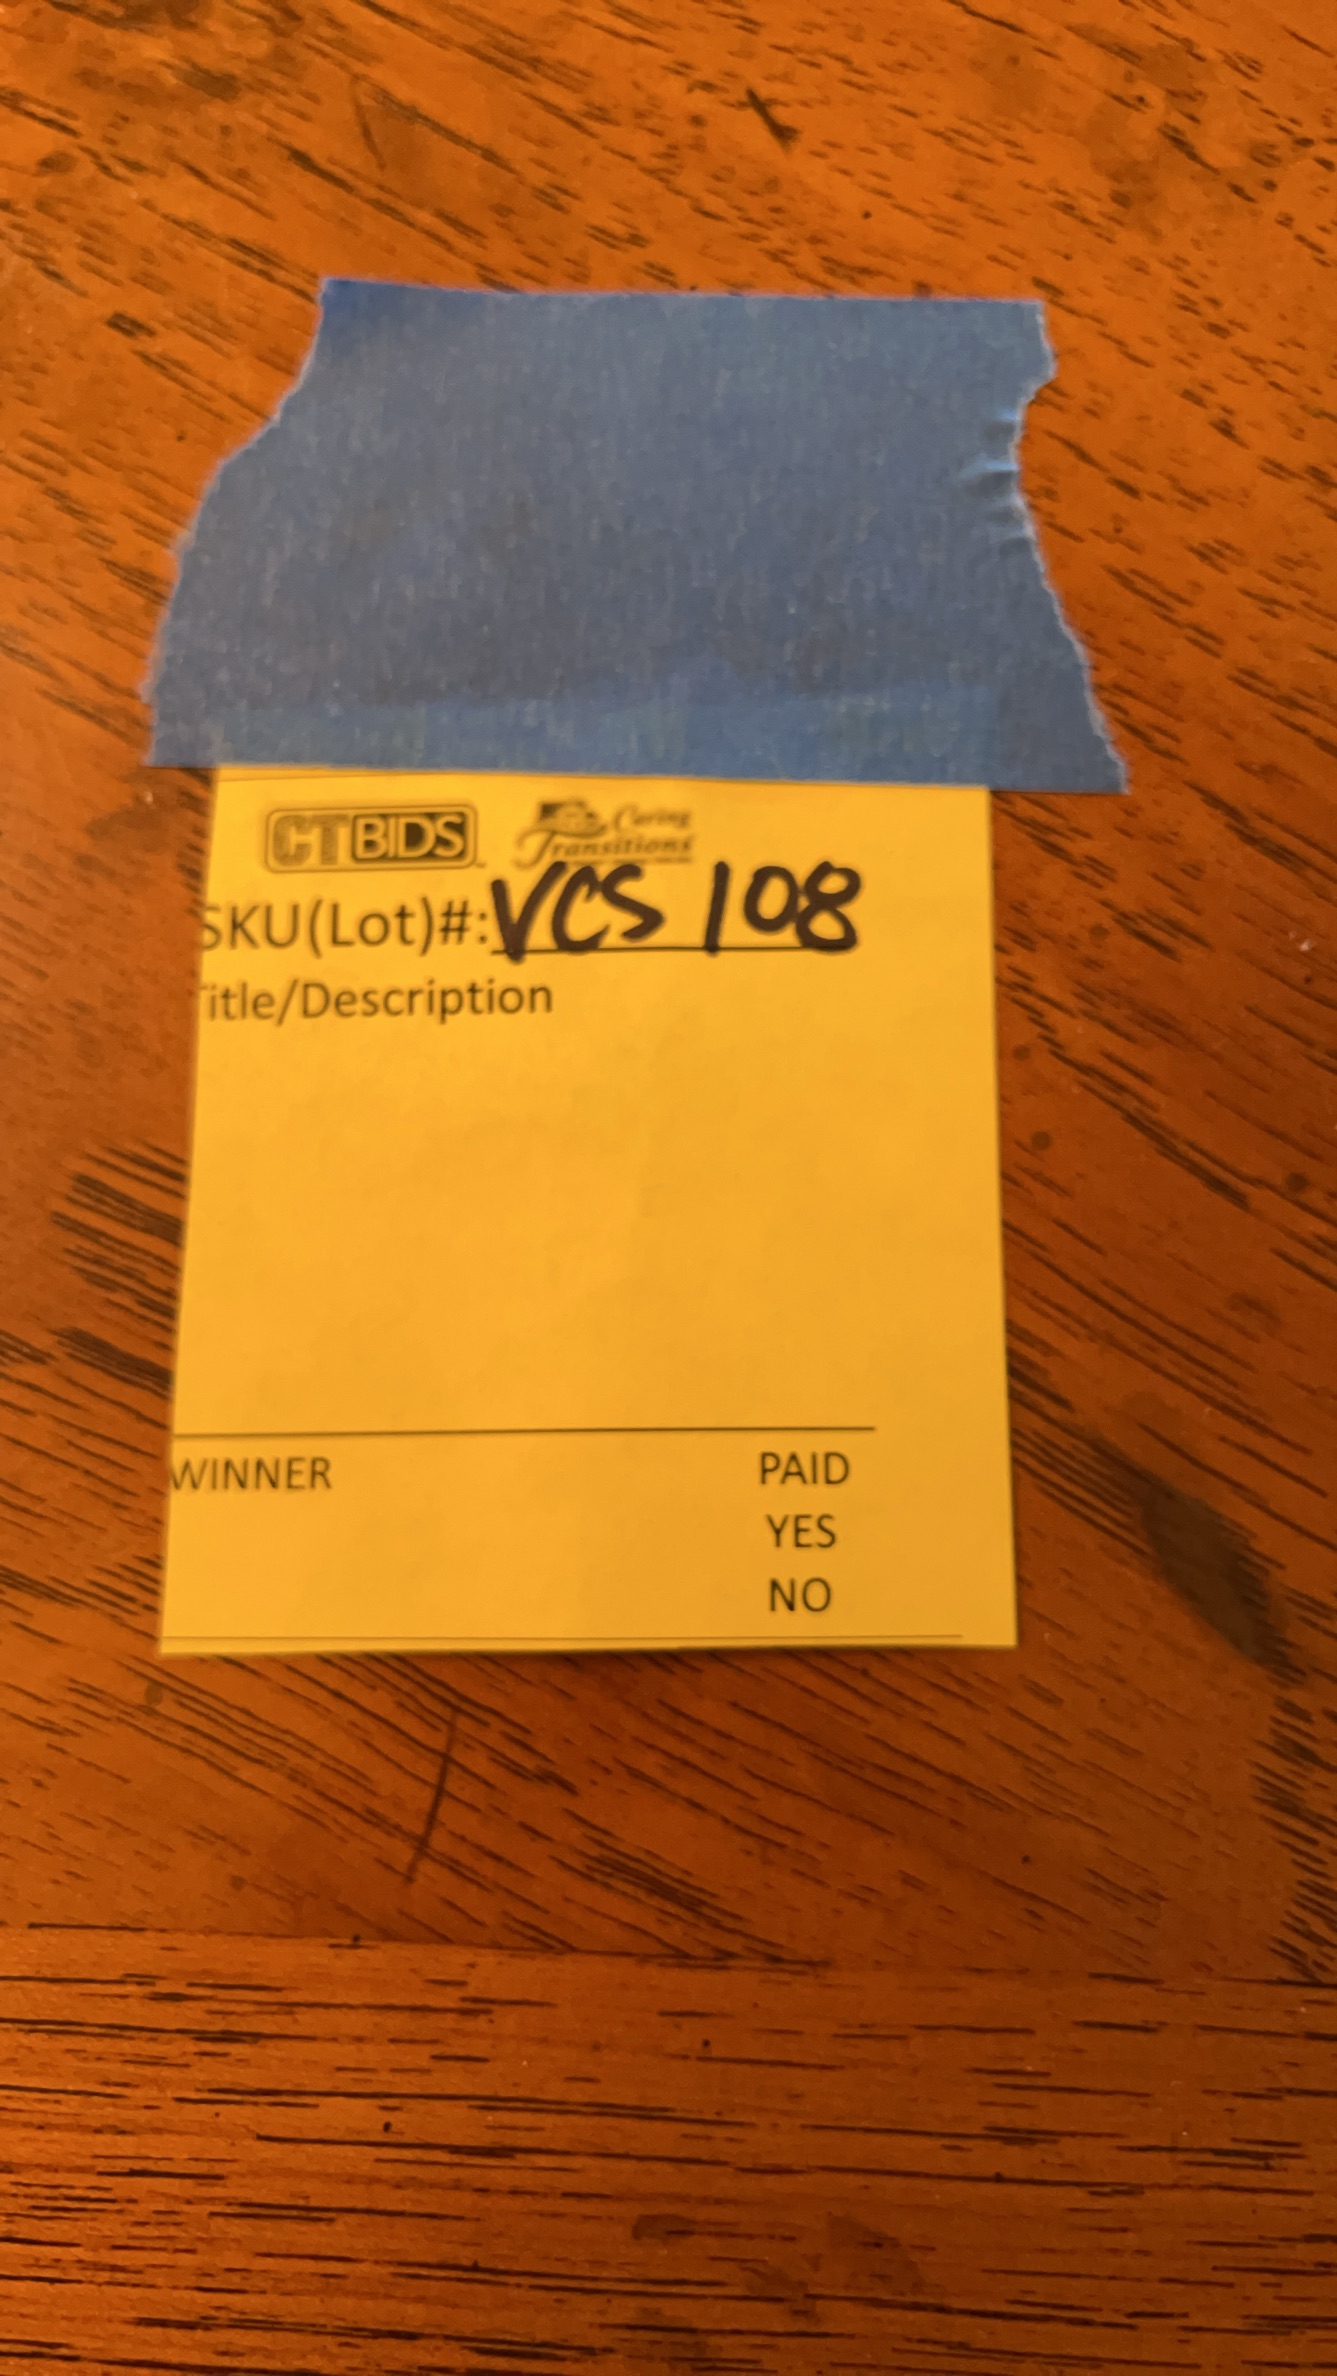 CTBIDS Caring Transitions
SKU(Lot)#: VCS 108
Title/Description
WINNER PAID
YES
NO